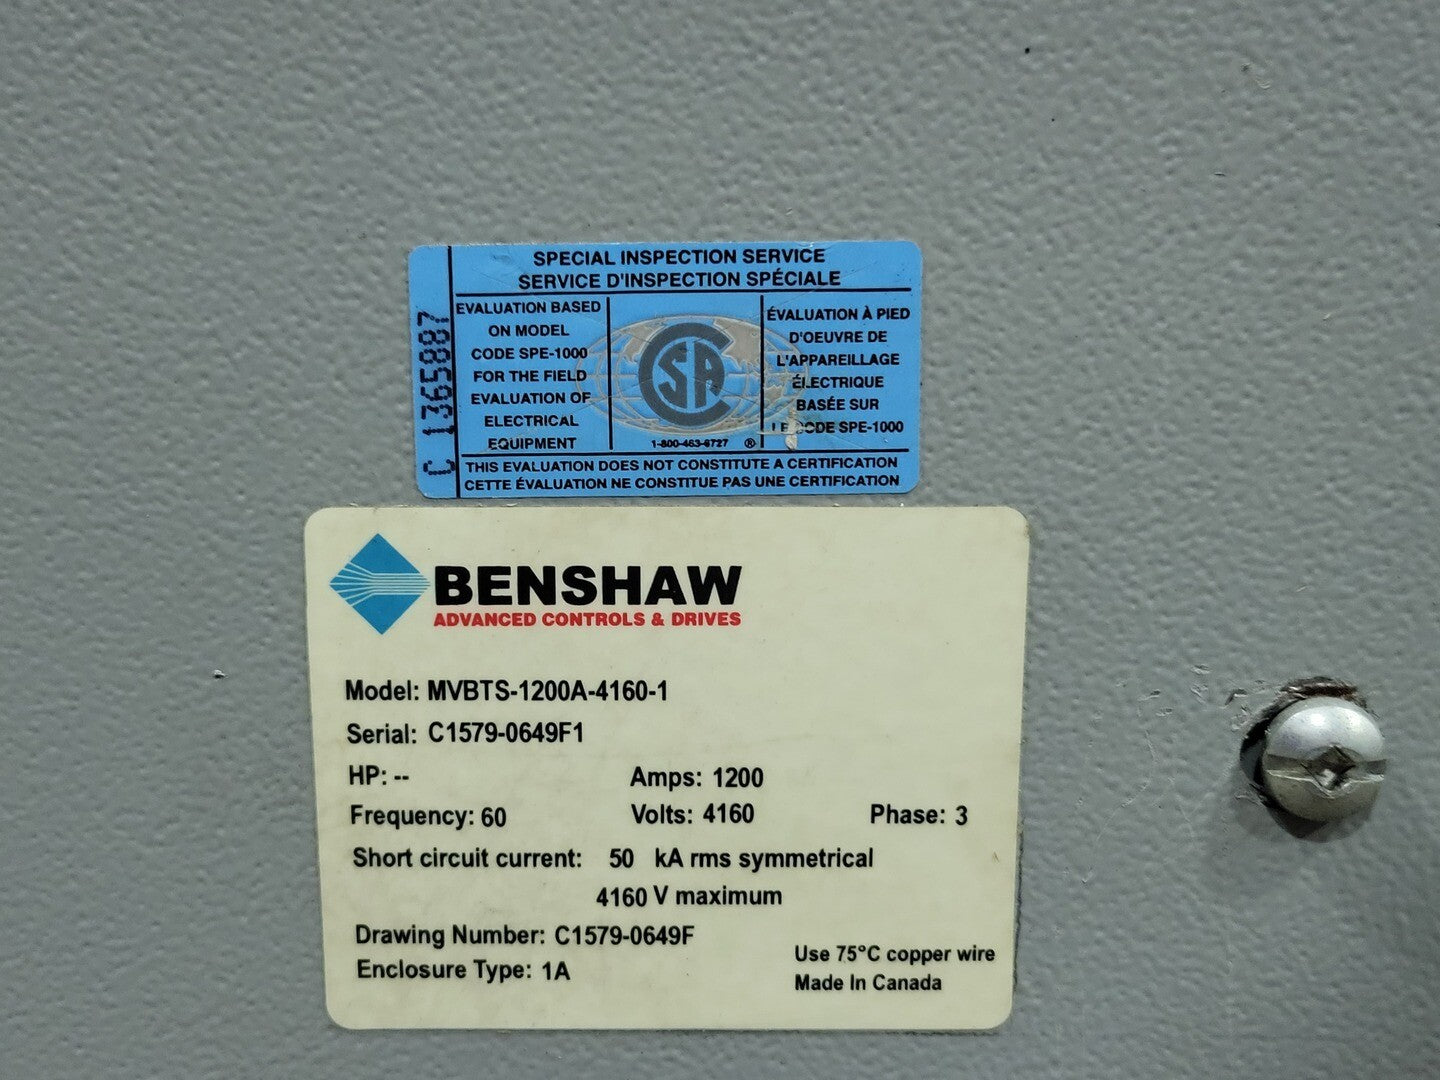 SPECIAL INSPECTION SERVICE
SERVICE D'INSPECTION SPÉCIALE
C 1365887
EVALUATION BASED
ON MODEL
CODE SPE-1000
FOR THE FIELD
EVALUATION OF
ELECTRICAL
EQUIPMENT
CSA
1-800-463-6727 ®
ÉVALUATION À PIED
D'OEUVRE DE
L'APPAREILLAGE
ÉLECTRIQUE
BASÉE SUR
LE CODE SPE-1000
THIS EVALUATION DOES NOT CONSTITUTE A CERTIFICATION
CETTE ÉVALUATION NE CONSTITUE PAS UNE CERTIFICATION
BENSHAW
ADVANCED CONTROLS & DRIVES
Model: MVBTS-1200A-4160-1
Serial: C1579-0649F1
HP: -- Amps: 1200
Frequency: 60 Volts: 4160 Phase: 3
Short circuit current: 50 kA rms symmetrical
4160 V maximum
Drawing Number: C1579-0649F
Enclosure Type: 1A
Use 75°C copper wire
Made In Canada